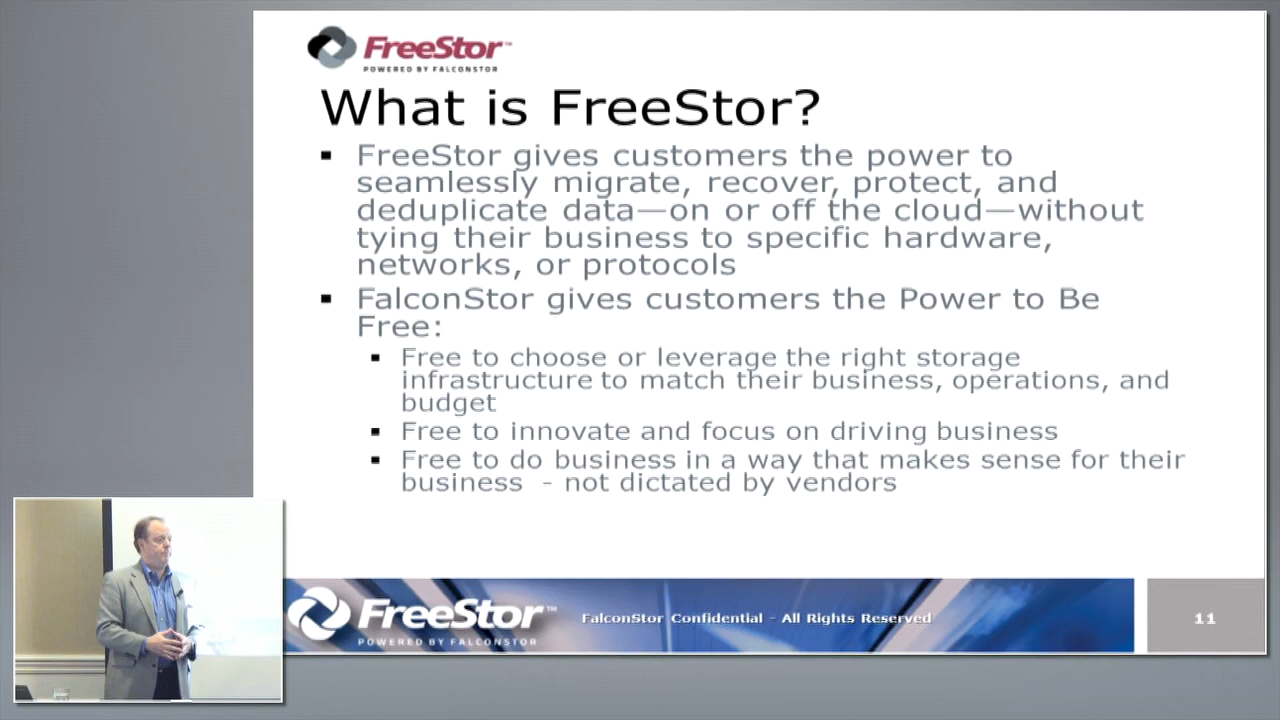 FreeStor™
POWERED BY FALCONSTOR
What is FreeStor?
▪ FreeStor gives customers the power to
seamlessly migrate, recover, protect, and
deduplicate data—on or off the cloud—without
tying their business to specific hardware,
networks, or protocols
▪ FalconStor gives customers the Power to Be
Free:
▪ Free to choose or leverage the right storage
infrastructure to match their business, operations, and
budget
▪ Free to innovate and focus on driving business
▪ Free to do business in a way that makes sense for their
business - not dictated by vendors
FreeStor™
POWERED BY FALCONSTOR
FalconStor Confidential - All Rights Reserved
11